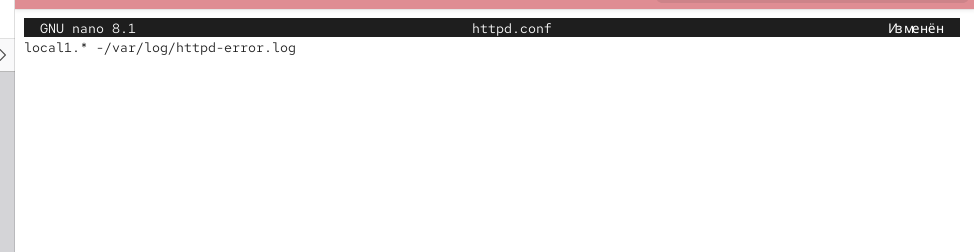 GNU nano 8.1 httpd.conf Изменён
local1.* -/var/log/httpd-error.log